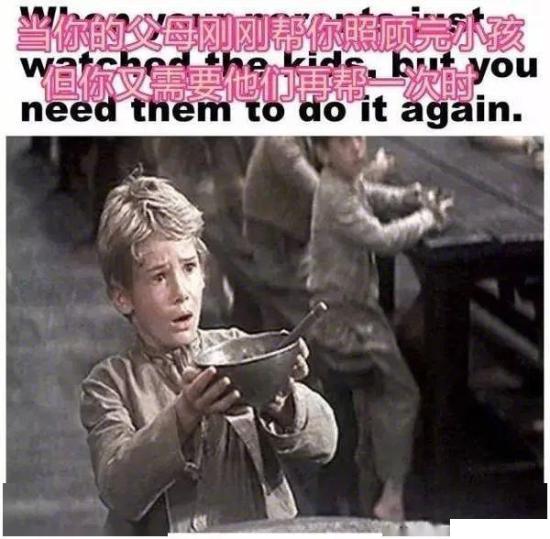 当你的父母刚刚帮你照顾完小孩
watched the kids, but you
但你又需要他们再帮一次时
need them to do it again.